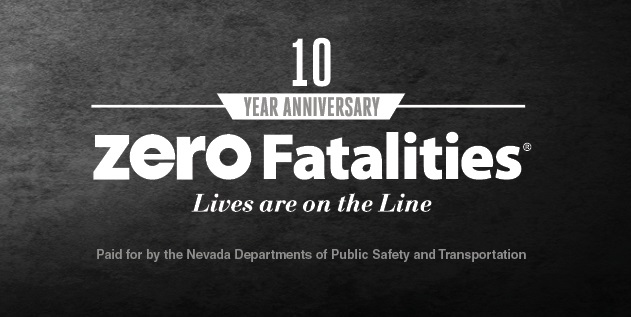 10
YEAR ANNIVERSARY
zero Fatalities®
Lives are on the Line
Paid for by the Nevada Departments of Public Safety and Transportation